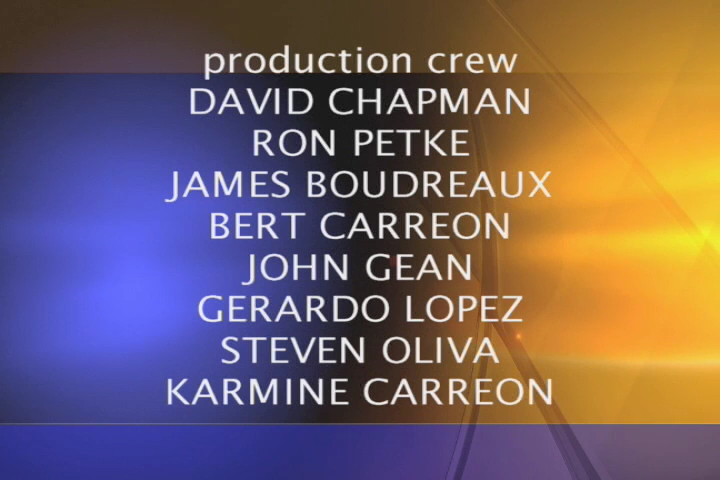 production crew
DAVID CHAPMAN
RON PETKE
JAMES BOUDREAUX
BERT CARREON
JOHN GEAN
GERARDO LOPEZ
STEVEN OLIVA
KARMINE CARREON